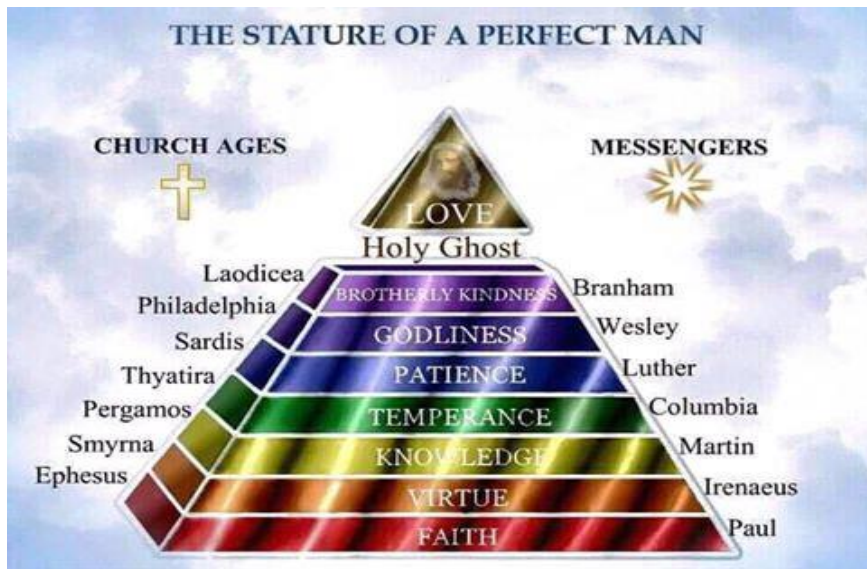 THE STATURE OF A PERFECT MAN
CHURCH AGES
MESSENGERS
LOVE
Holy Ghost
Laodicea
BROTHERLY KINDNESS
Branham
Philadelphia
GODLINESS
Wesley
Sardis
PATIENCE
Luther
Thyatira
TEMPERANCE
Columbia
Pergamos
KNOWLEDGE
Martin
Smyrna
VIRTUE
Irenaeus
Ephesus
FAITH
Paul